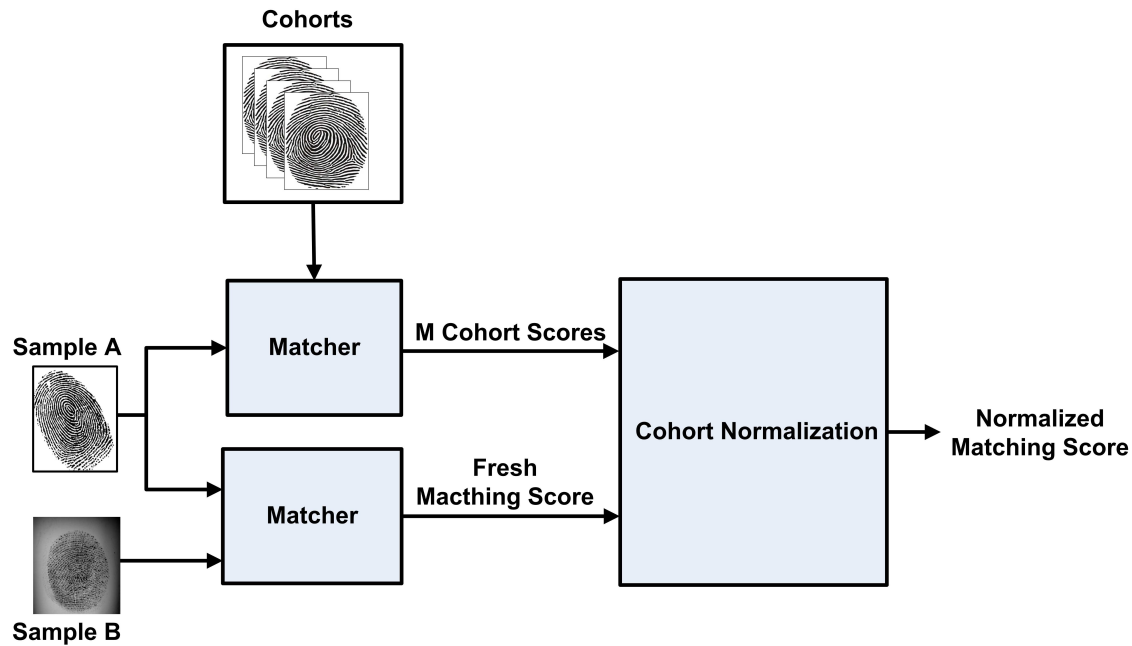 Cohorts
Matcher
M Cohort Scores
Sample A
Cohort Normalization
Normalized
Matching Score
Fresh
Macthing Score
Matcher
Sample B